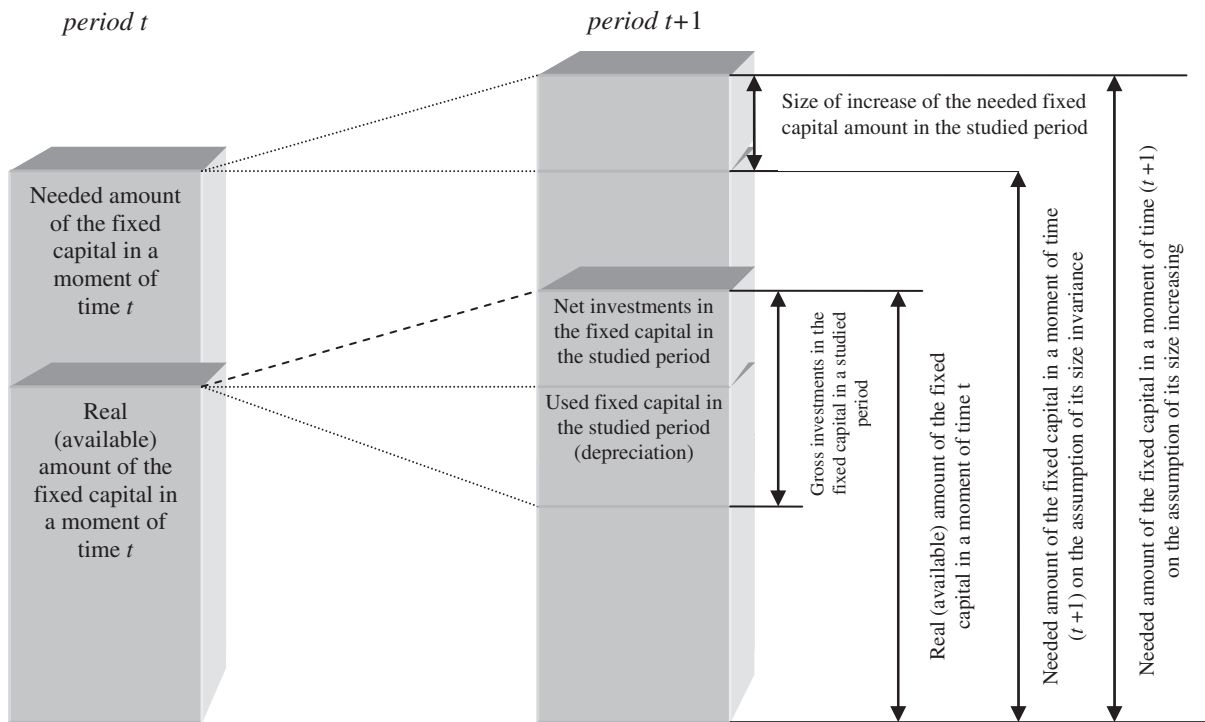 period t
period t+1
Needed amount
of the fixed
capital in a
moment of
time t
Real
(available)
amount of the
fixed capital in
a moment of
time t
Net investments in
the fixed capital in
the studied period
Used fixed capital in
the studied period
(depreciation)
Size of increase of the needed fixed
capital amount in the studied period
Gross investments in the
fixed capital in a studied
period
Real (available) amount of the fixed
capital in a moment of time t
Needed amount of the fixed capital in a moment of time
(t +1) on the assumption of its size invariance
Needed amount of the fixed capital in a moment of time (t +1)
on the assumption of its size increasing